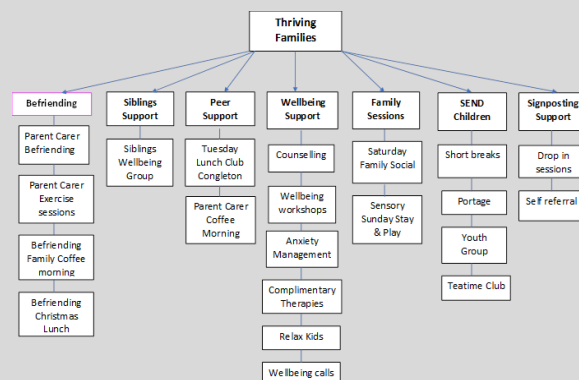 Thriving
Families
Befriending
Parent Carer
Befriending
Parent Carer
Exercise
sessions
Befriending
Family Coffee
morning
Befriending
Christmas
Lunch
Siblings
Support
Siblings
Wellbeing
Group
Peer
Support
Tuesday
Lunch Club
Congleton
Parent Carer
Coffee
Morning
Wellbeing
Support
Counselling
Wellbeing
workshops
Anxiety
Management
Complimentary
Therapies
Relax Kids
Wellbeing calls
Family
Sessions
Saturday
Family Social
Sensory
Sunday Stay
& Play
SEND
Children
Short breaks
Portage
Youth
Group
Teatime Club
Signposting
Support
Drop in
sessions
Self referral